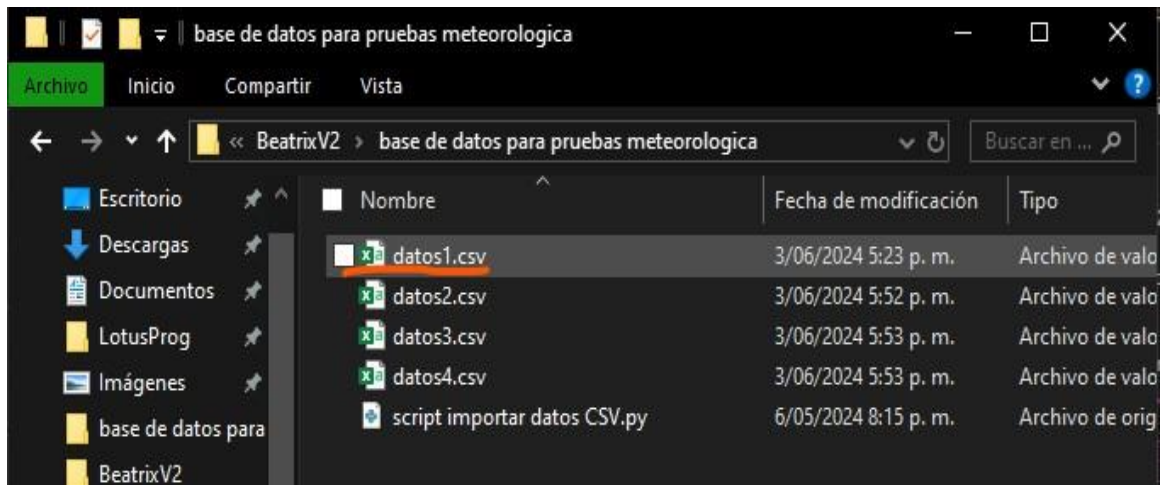 base de datos para pruebas meteorologica
Archivo Inicio Compartir Vista
« BeatrixV2 > base de datos para pruebas meteorologica Buscar en ...
Escritorio Nombre Fecha de modificación Tipo
Descargas datos1.csv 3/06/2024 5:23 p. m. Archivo de valo
Documentos datos2.csv 3/06/2024 5:52 p. m. Archivo de valo
LotusProg datos3.csv 3/06/2024 5:53 p. m. Archivo de valo
Imágenes datos4.csv 3/06/2024 5:53 p. m. Archivo de valo
base de datos para script importar datos CSV.py 6/05/2024 8:15 p. m. Archivo de orig
BeatrixV2